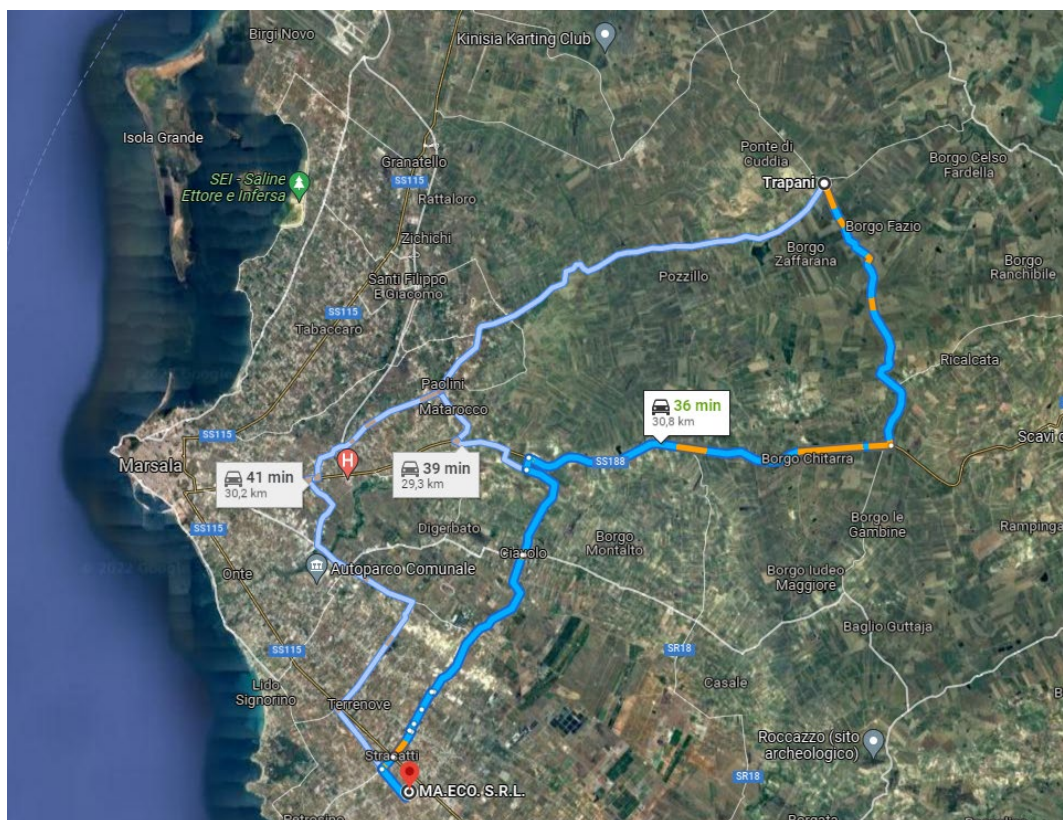 Birgi Novo
Kinisia Karting Club
Isola Grande
Granatello
SS115
Rattaloro
SEI - Saline
Ettore e Infersa
Ponte di
Cuddia
Borgo Celso
Fardella
Trapani
Zichichi
Borgo Fazio
Borgo
Zaffarana
Borgo
Ranchibile
Santi Filippo
E Giacomo
Pozzillo
SS115
Tabaccaro
Ricalcata
Paolini
Matarocco
36 min
30,8 km
SS115
Marsala
H
Scavi
SS188
Borgo Chitarra
41 min
30,2 km
39 min
29,3 km
SS115
Digerbato
Borgo le
Gambine
Rampinga
Ciavolo
Borgo
Montalto
Onte
Autoparco Comunale
Borgo Iudeo
Maggiore
Baglio Guttaja
SS115
SR18
Lido
Signorino
Casale
Terrenove
Roccazzo (sito
archeologico)
Strasatti
SR18
MA.ECO. S.R.L.
Petrosino
Borgata